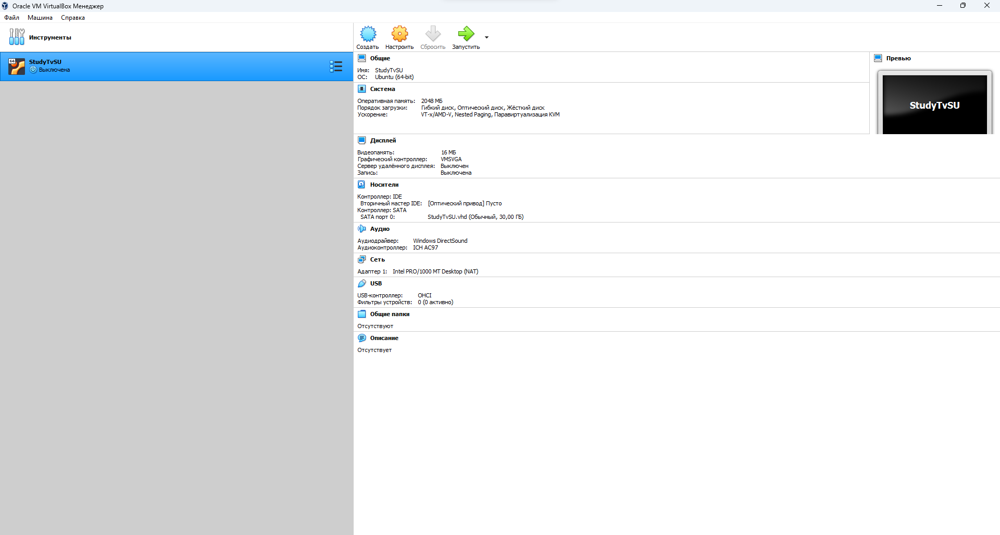 Oracle VM VirtualBox Менеджер
Файл Машина Справка
Инструменты
Создать Настроить Сбросить Запустить
64
StudyTvSU
Выключена
Общие
Имя: StudyTvSU
ОС: Ubuntu (64-bit)
Превью
StudyTvSU
Система
Оперативная память: 2048 МБ
Порядок загрузки: Гибкий диск, Оптический диск, Жёсткий диск
Ускорение: VT-x/AMD-V, Nested Paging, Паравиртуализация KVM
Дисплей
Видеопамять: 16 МБ
Графический контроллер: VMSVGA
Сервер удалённого дисплея: Выключен
Запись: Выключена
Носители
Контроллер: IDE
Вторичный мастер IDE: [Оптический привод] Пусто
Контроллер: SATA
SATA порт 0: StudyTvSU.vhd (Обычный, 30,00 ГБ)
Аудио
Аудиодрайвер: Windows DirectSound
Аудиоконтроллер: ICH AC97
Сеть
Адаптер 1: Intel PRO/1000 MT Desktop (NAT)
USB
USB-контроллер: OHCI
Фильтры устройств: 0 (0 активно)
Общие папки
Отсутствуют
Описание
Отсутствует